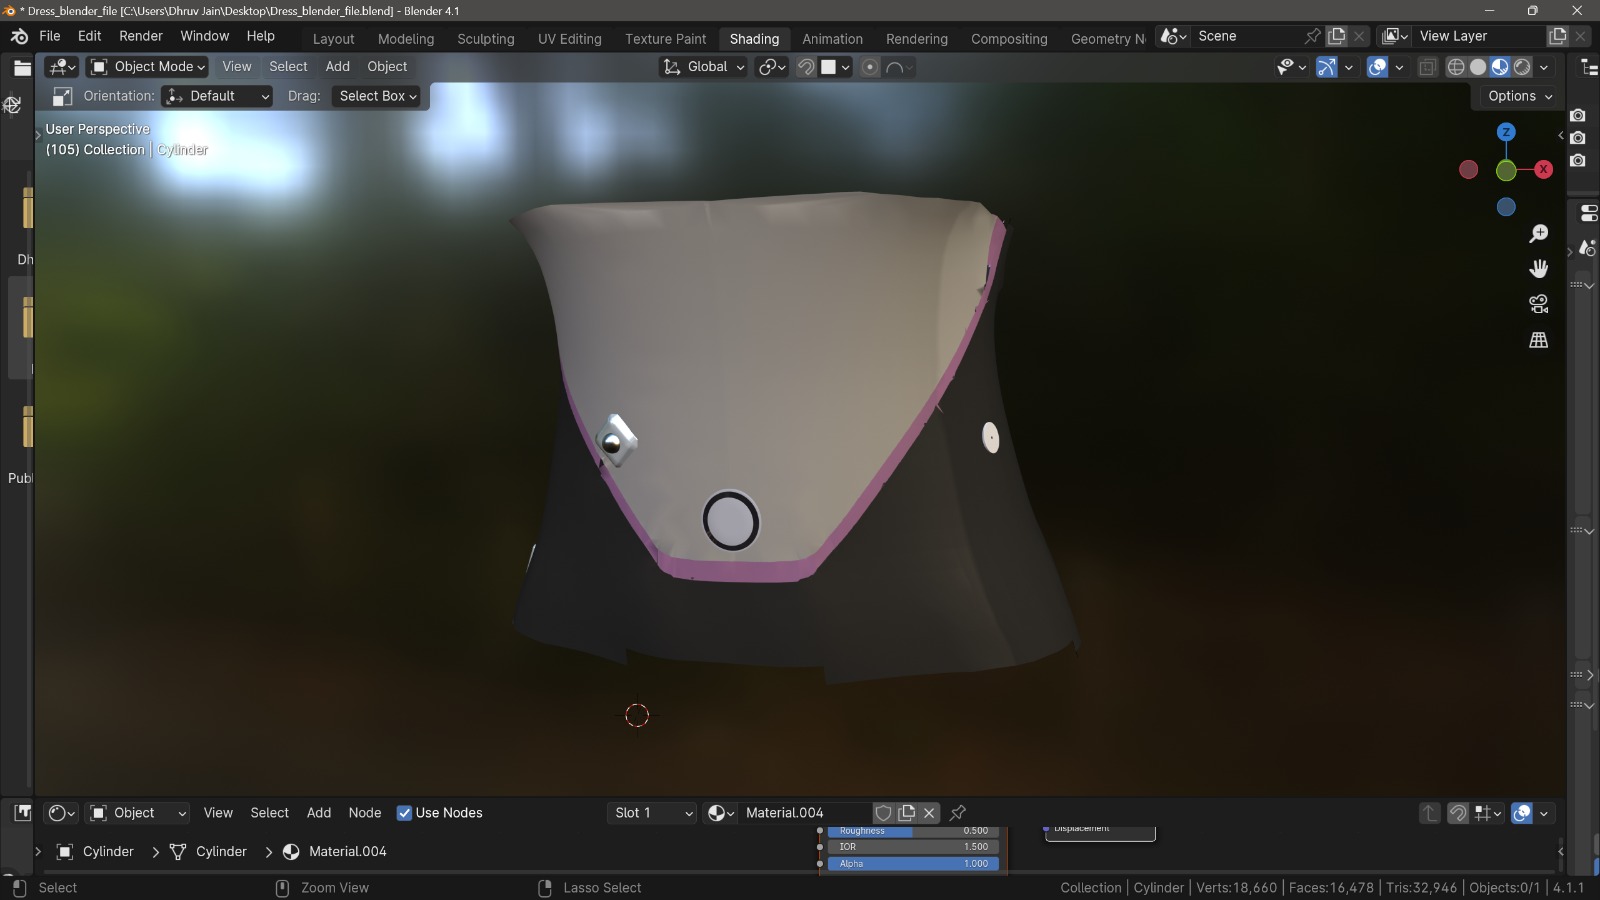 * Dress_blender_file [C:\Users\Dhruv Jain\Desktop\Dress_blender_file.blend] - Blender 4.1
File Edit Render Window Help Layout Modeling Sculpting UV Editing Texture Paint Shading Animation Rendering Compositing Geometry N Scene View Layer
Object Mode View Select Add Object Global
Orientation: Default Drag: Select Box Options
User Perspective
(105) Collection | Cylinder
Z
X
Dh
Publ
Object View Select Add Node Use Nodes Slot 1 Material.004
Roughness 0.500 Displacement
Cylinder > Cylinder > Material.004 IOR 1.500
Alpha 1.000
Select Zoom View Lasso Select Collection | Cylinder | Verts:18,660 | Faces:16,478 | Tris:32,946 | Objects:0/1 | 4.1.1